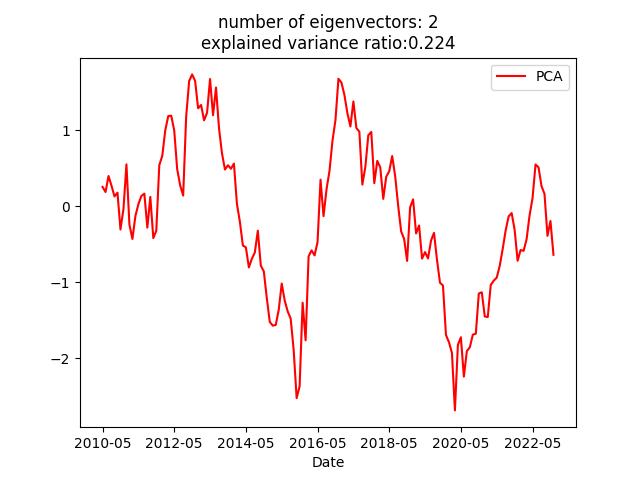 number of eigenvectors: 2
explained variance ratio:0.224
PCA
1
0
−1
−2
2010-05 2012-05 2014-05 2016-05 2018-05 2020-05 2022-05
Date